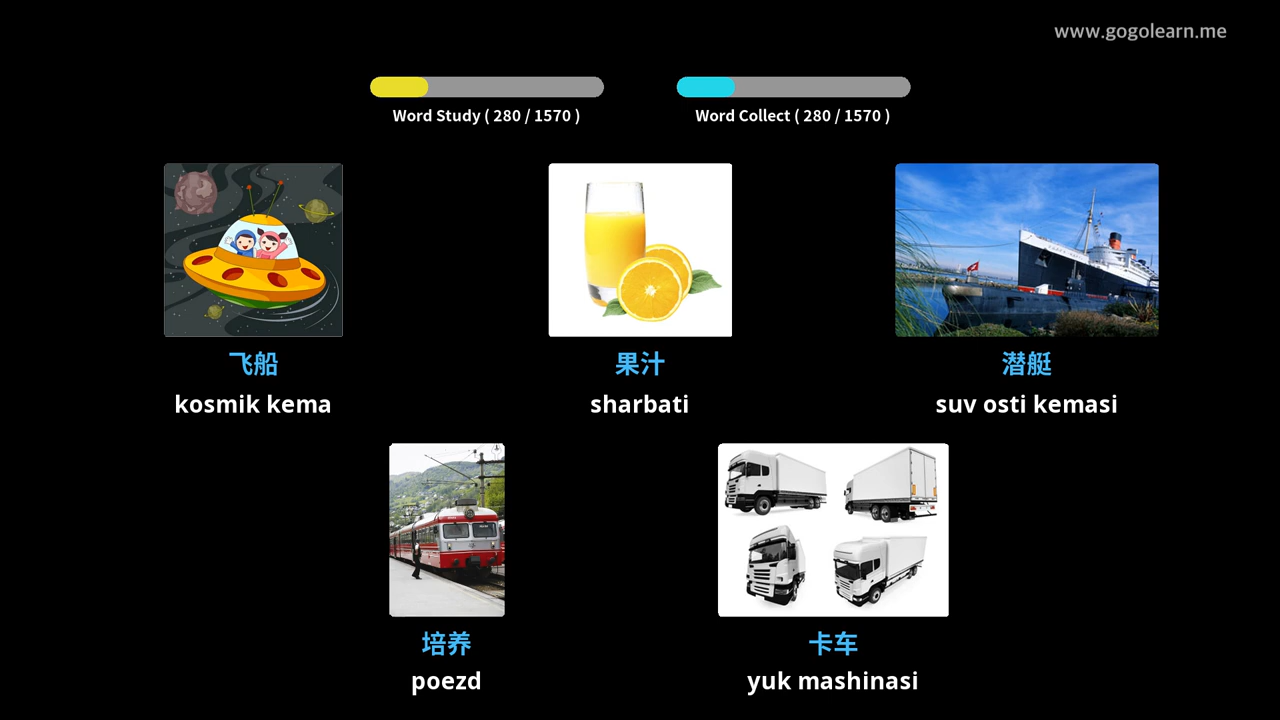 www.gogolearn.me
Word Study ( 280 / 1570 )
Word Collect ( 280 / 1570 )
飞船
果汁
潜艇
kosmik kema
sharbati
suv osti kemasi
培养
卡车
poezd
yuk mashinasi